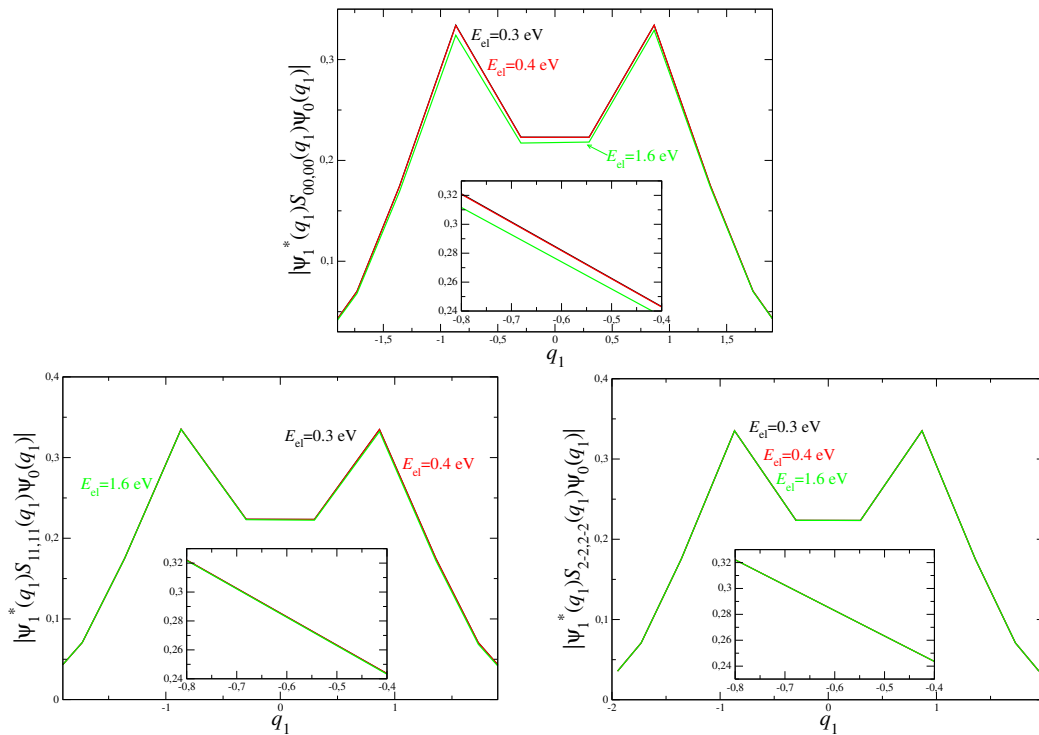 |ψ₁*(q₁)S₀₀,₀₀(q₁)ψ₀(q₁)|
0,3
0,2
0,1
E_el=0.3 eV
E_el=0.4 eV
E_el=1.6 eV
0,32
0,3
0,28
0,26
0,24
-0,8 -0,7 -0,6 -0,5 -0,4
-1,5 -1 -0,5 0 0,5 1 1,5
q₁
|ψ₁*(q₁)S₁₁,₁₁(q₁)ψ₀(q₁)|
0,4
0,3
0,2
0,1
0
E_el=0.3 eV
E_el=1.6 eV
E_el=0.4 eV
0,32
0,3
0,28
0,26
0,24
-0,8 -0,7 -0,6 -0,5 -0,4
-1 0 1
q₁
|ψ₁*(q₁)S₂₋₂,₂₋₂(q₁)ψ₀(q₁)|
0,4
0,3
0,2
0,1
0
E_el=0.3 eV
E_el=0.4 eV
E_el=1.6 eV
0,32
0,3
0,28
0,26
0,24
-0,8 -0,7 -0,6 -0,5 -0,4
-2 -1 0 1 2
q₁